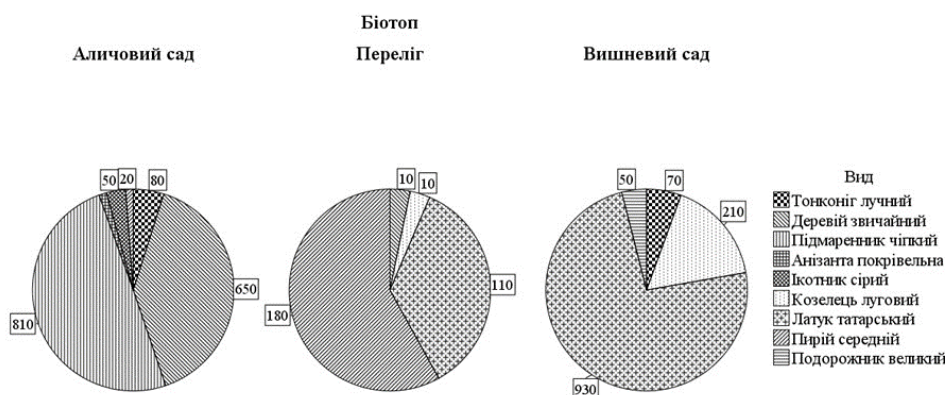 Біотоп
Аличовий сад
Переліг
Вишневий сад
50
20
80
650
810
10
10
110
180
50
70
210
930
Вид
Тонконіг лучний
Деревій звичайний
Підмаренник чіпкий
Анізанта покрівельна
Ікотник сірий
Козелець луговий
Латук татарський
Пирій середній
Подорожник великий